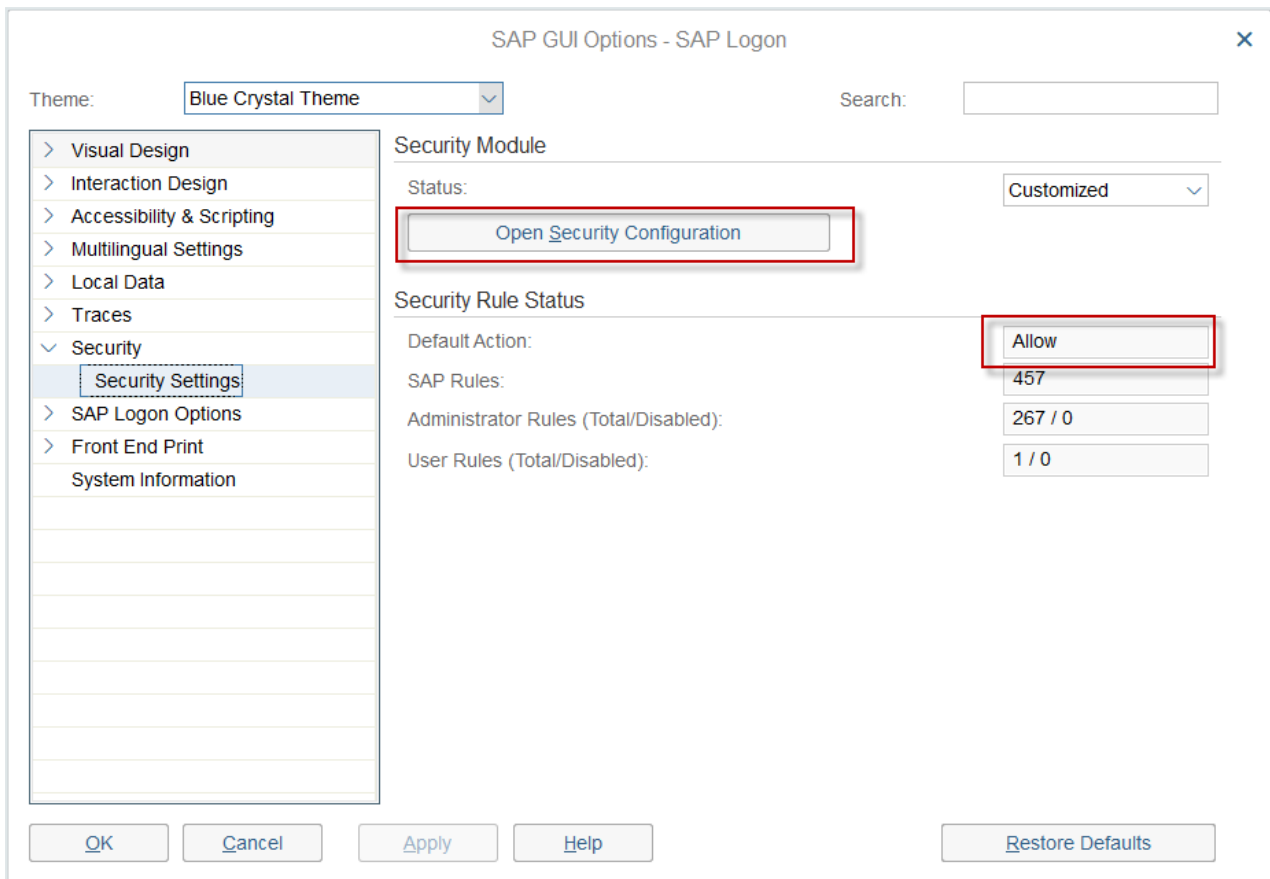 SAP GUI Options - SAP Logon
Theme: Blue Crystal Theme Search:
Visual Design
Interaction Design
Accessibility & Scripting
Multilingual Settings
Local Data
Traces
Security
Security Settings
SAP Logon Options
Front End Print
System Information
Security Module
Status: Customized
Open Security Configuration
Security Rule Status
Default Action: Allow
SAP Rules: 457
Administrator Rules (Total/Disabled): 267 / 0
User Rules (Total/Disabled): 1 / 0
OK Cancel Apply Help Restore Defaults